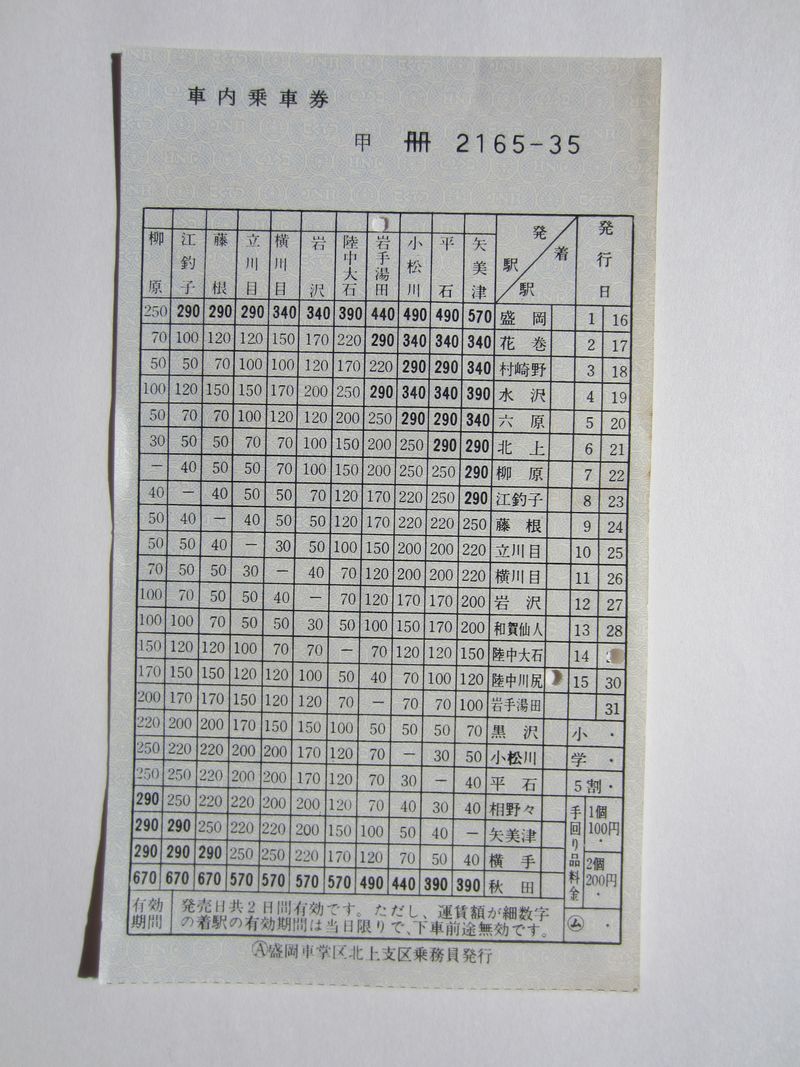 車内乗車券
甲 冊 2165-35
柳原 江釣子 藤根 立川目 横川目 岩沢 陸中大石 岩手湯田 小松川 平石 矢美津 発駅 着駅 発行日
250 290 290 290 340 340 390 440 490 490 570 盛岡 1 16
70 100 120 120 150 170 220 290 340 340 340 花巻 2 17
50 50 70 100 100 120 170 220 290 290 340 村崎野 3 18
100 120 150 150 170 200 250 290 340 340 390 水沢 4 19
50 70 70 100 120 120 200 250 290 290 340 六原 5 20
30 50 50 70 70 100 150 200 250 290 290 北上 6 21
― 40 50 50 70 100 150 200 250 250 290 柳原 7 22
40 ― 40 50 50 70 120 170 220 250 290 江釣子 8 23
50 40 ― 40 50 50 120 170 220 220 250 藤根 9 24
50 50 40 ― 30 50 100 150 200 200 220 立川目 10 25
70 50 50 30 ― 40 70 120 200 200 220 横川目 11 26
100 70 50 50 40 ― 70 120 170 170 200 岩沢 12 27
100 100 70 50 50 30 50 100 150 170 200 和賀仙人 13 28
150 120 120 100 70 70 ― 70 120 120 150 陸中大石 14
170 150 150 120 120 100 50 40 70 100 120 陸中川尻 15 30
200 170 170 150 120 120 70 ― 70 70 100 岩手湯田 31
220 200 200 170 150 150 100 50 50 50 70 黒沢 小・
250 220 220 200 200 170 120 70 ― 30 50 小松川 学・
250 250 220 200 200 170 120 70 30 ― 40 平石 5割・
290 250 220 220 200 200 120 70 40 30 40 相野々 手回り品料金 1個100円・
290 290 250 220 220 200 150 100 50 40 ― 矢美津
290 290 290 250 250 220 170 120 70 50 40 横手 2個200円・
670 670 670 570 570 570 570 490 440 390 390 秋田
有効期間 発売日共2日間有効です。ただし、運賃額が細数字
の着駅の有効期間は当日限りで、下車前途無効です。 ㋰ ・
Ⓐ盛岡車掌区北上支区乗務員発行